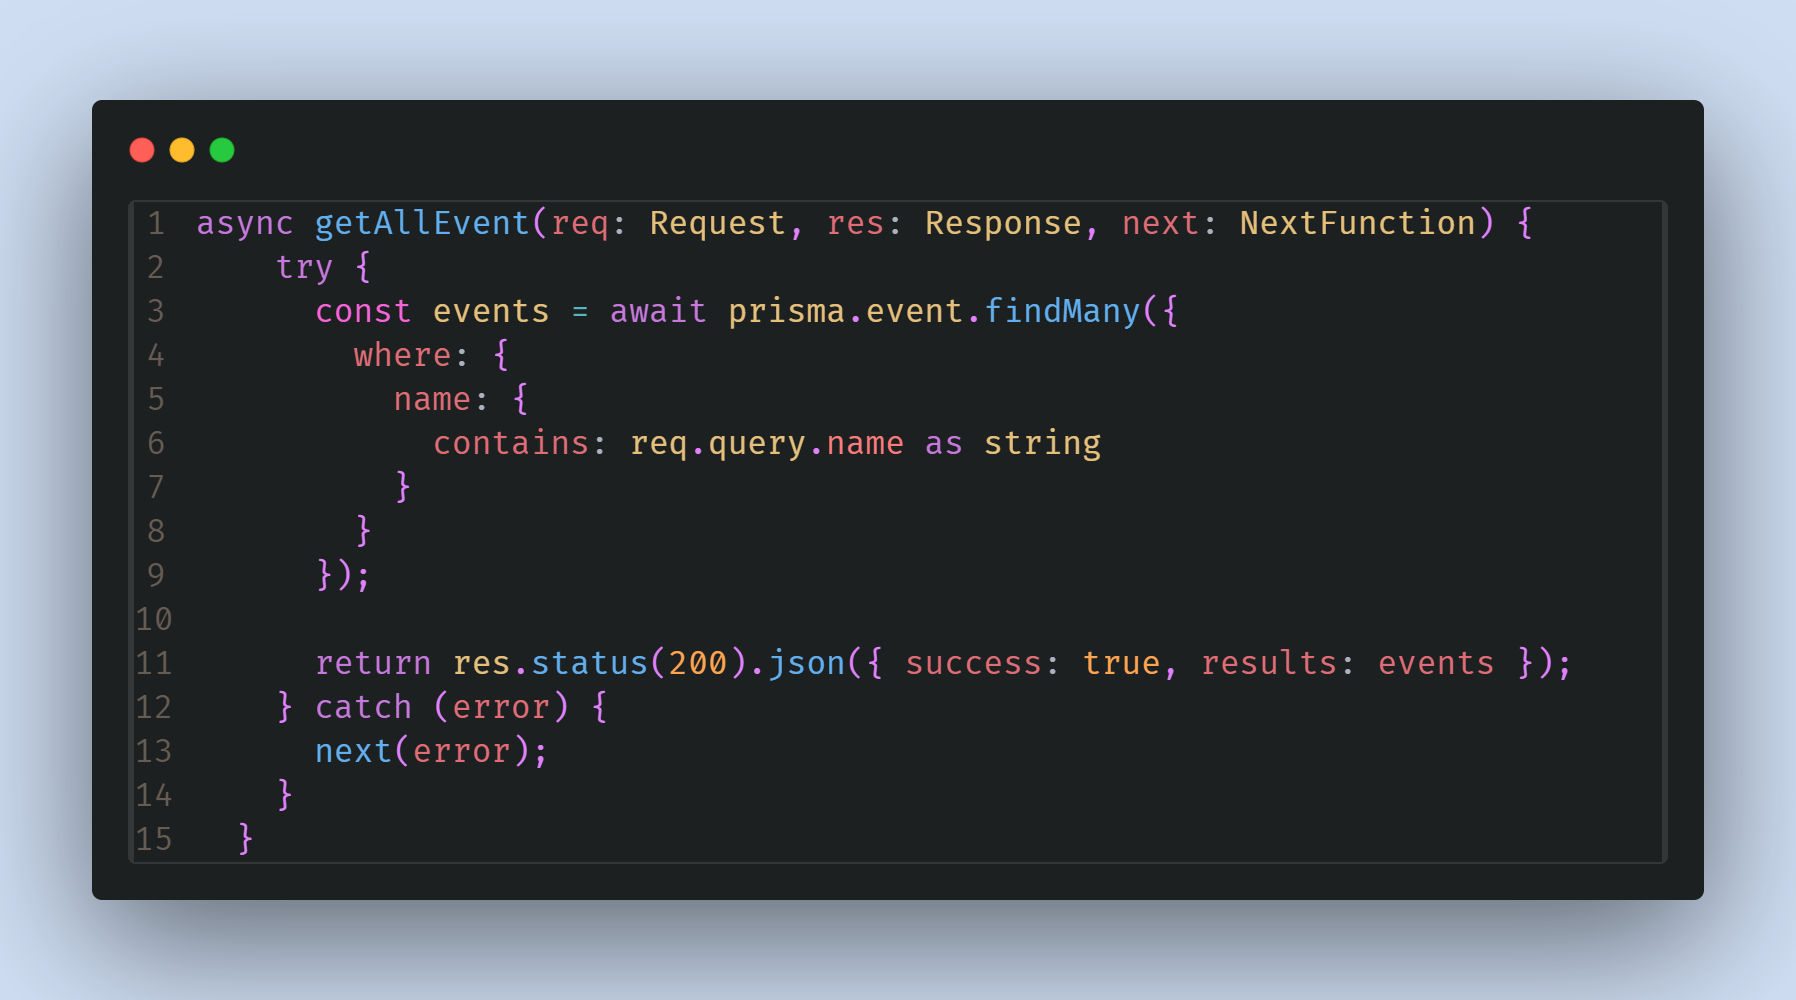 1 async getAllEvent(req: Request, res: Response, next: NextFunction) {
2     try {
3       const events = await prisma.event.findMany({
4         where: {
5           name: {
6             contains: req.query.name as string
7           }
8         }
9       });
10
11       return res.status(200).json({ success: true, results: events });
12     } catch (error) {
13       next(error);
14     }
15   }